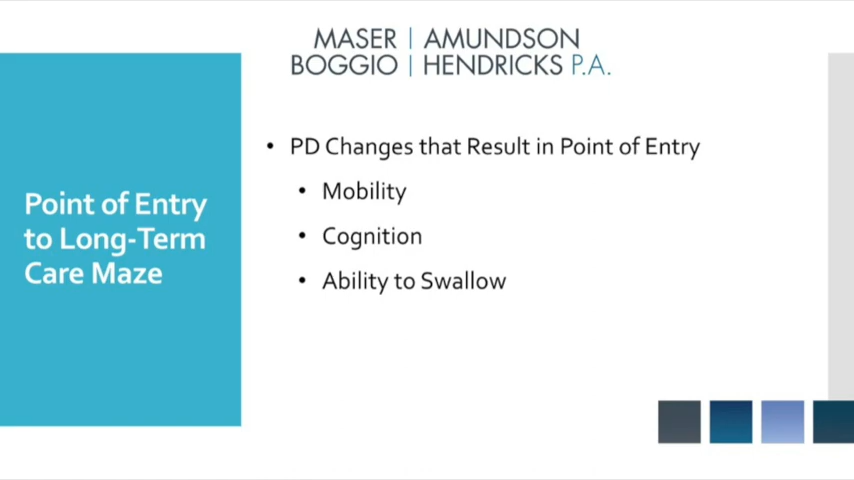 MASER | AMUNDSON
BOGGIO | HENDRICKS P.A.
Point of Entry
to Long-Term
Care Maze
• PD Changes that Result in Point of Entry
• Mobility
• Cognition
• Ability to Swallow